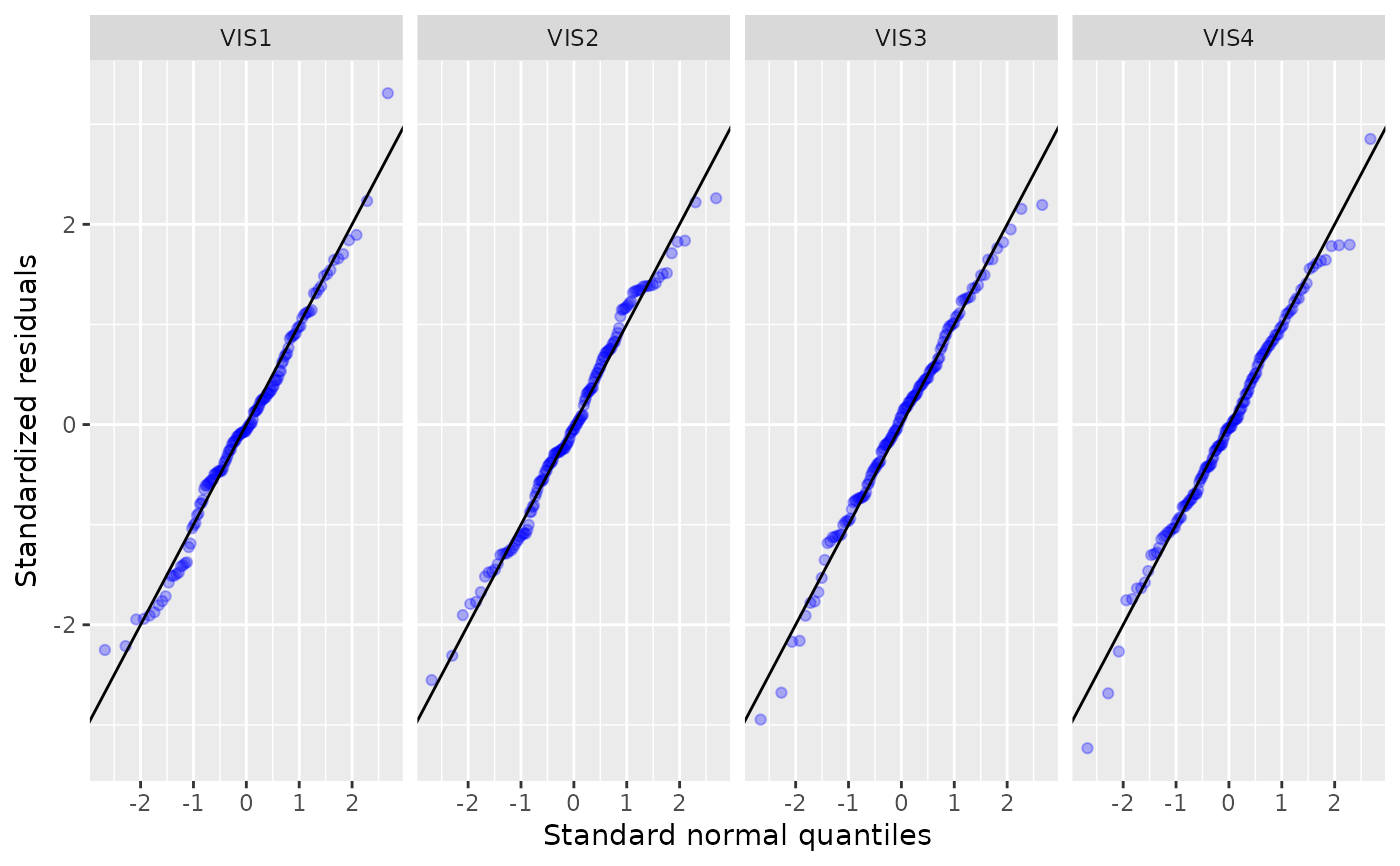 VIS1 VIS2 VIS3 VIS4
Standardized residuals
2
0
-2
-2 -1 0 1 2 -2 -1 0 1 2 -2 -1 0 1 2 -2 -1 0 1 2
Standard normal quantiles